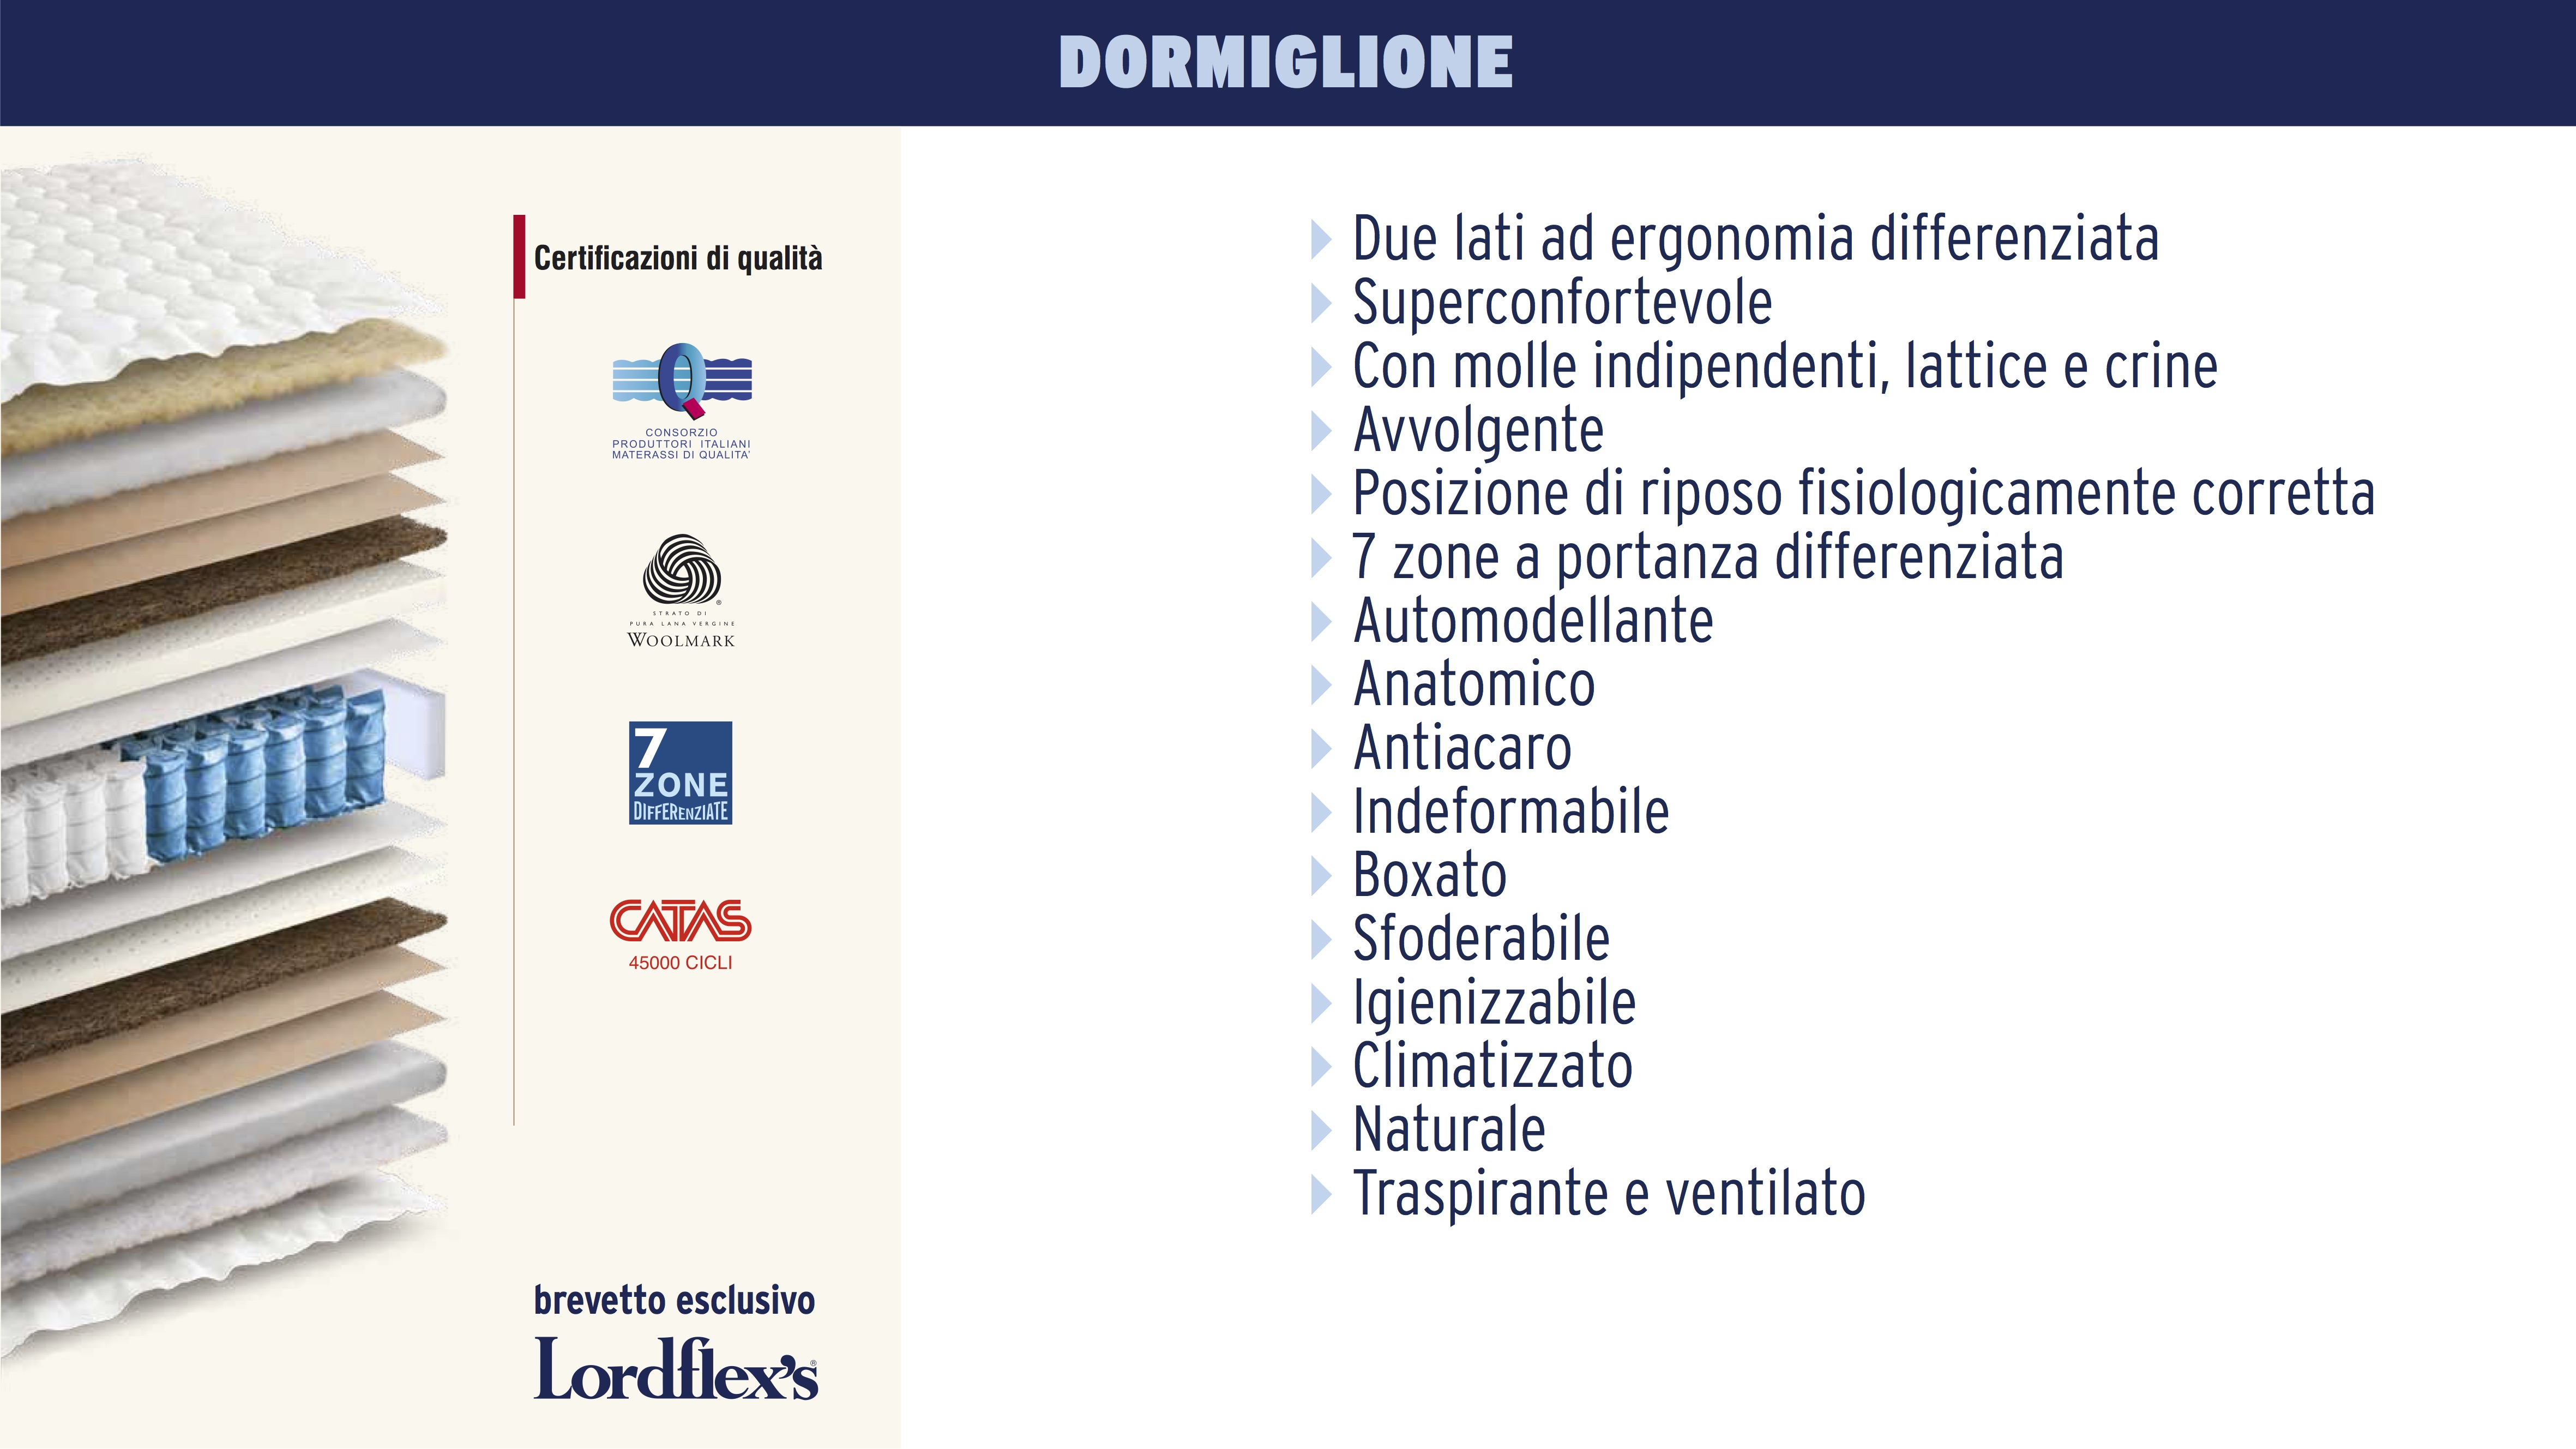 DORMIGLIONE
Certificazioni di qualità
Q
CONSORZIO
PRODUTTORI ITALIANI
MATERASSI DI QUALITA'
STRATO DI
PURA LANA VERGINE
WOOLMARK
7
ZONE
DIFFERENZIATE
CATAS
45000 CICLI
brevetto esclusivo
Lordflex's®
Due lati ad ergonomia differenziata
Superconfortevole
Con molle indipendenti, lattice e crine
Avvolgente
Posizione di riposo fisiologicamente corretta
7 zone a portanza differenziata
Automodellante
Anatomico
Antiacaro
Indeformabile
Boxato
Sfoderabile
Igienizzabile
Climatizzato
Naturale
Traspirante e ventilato